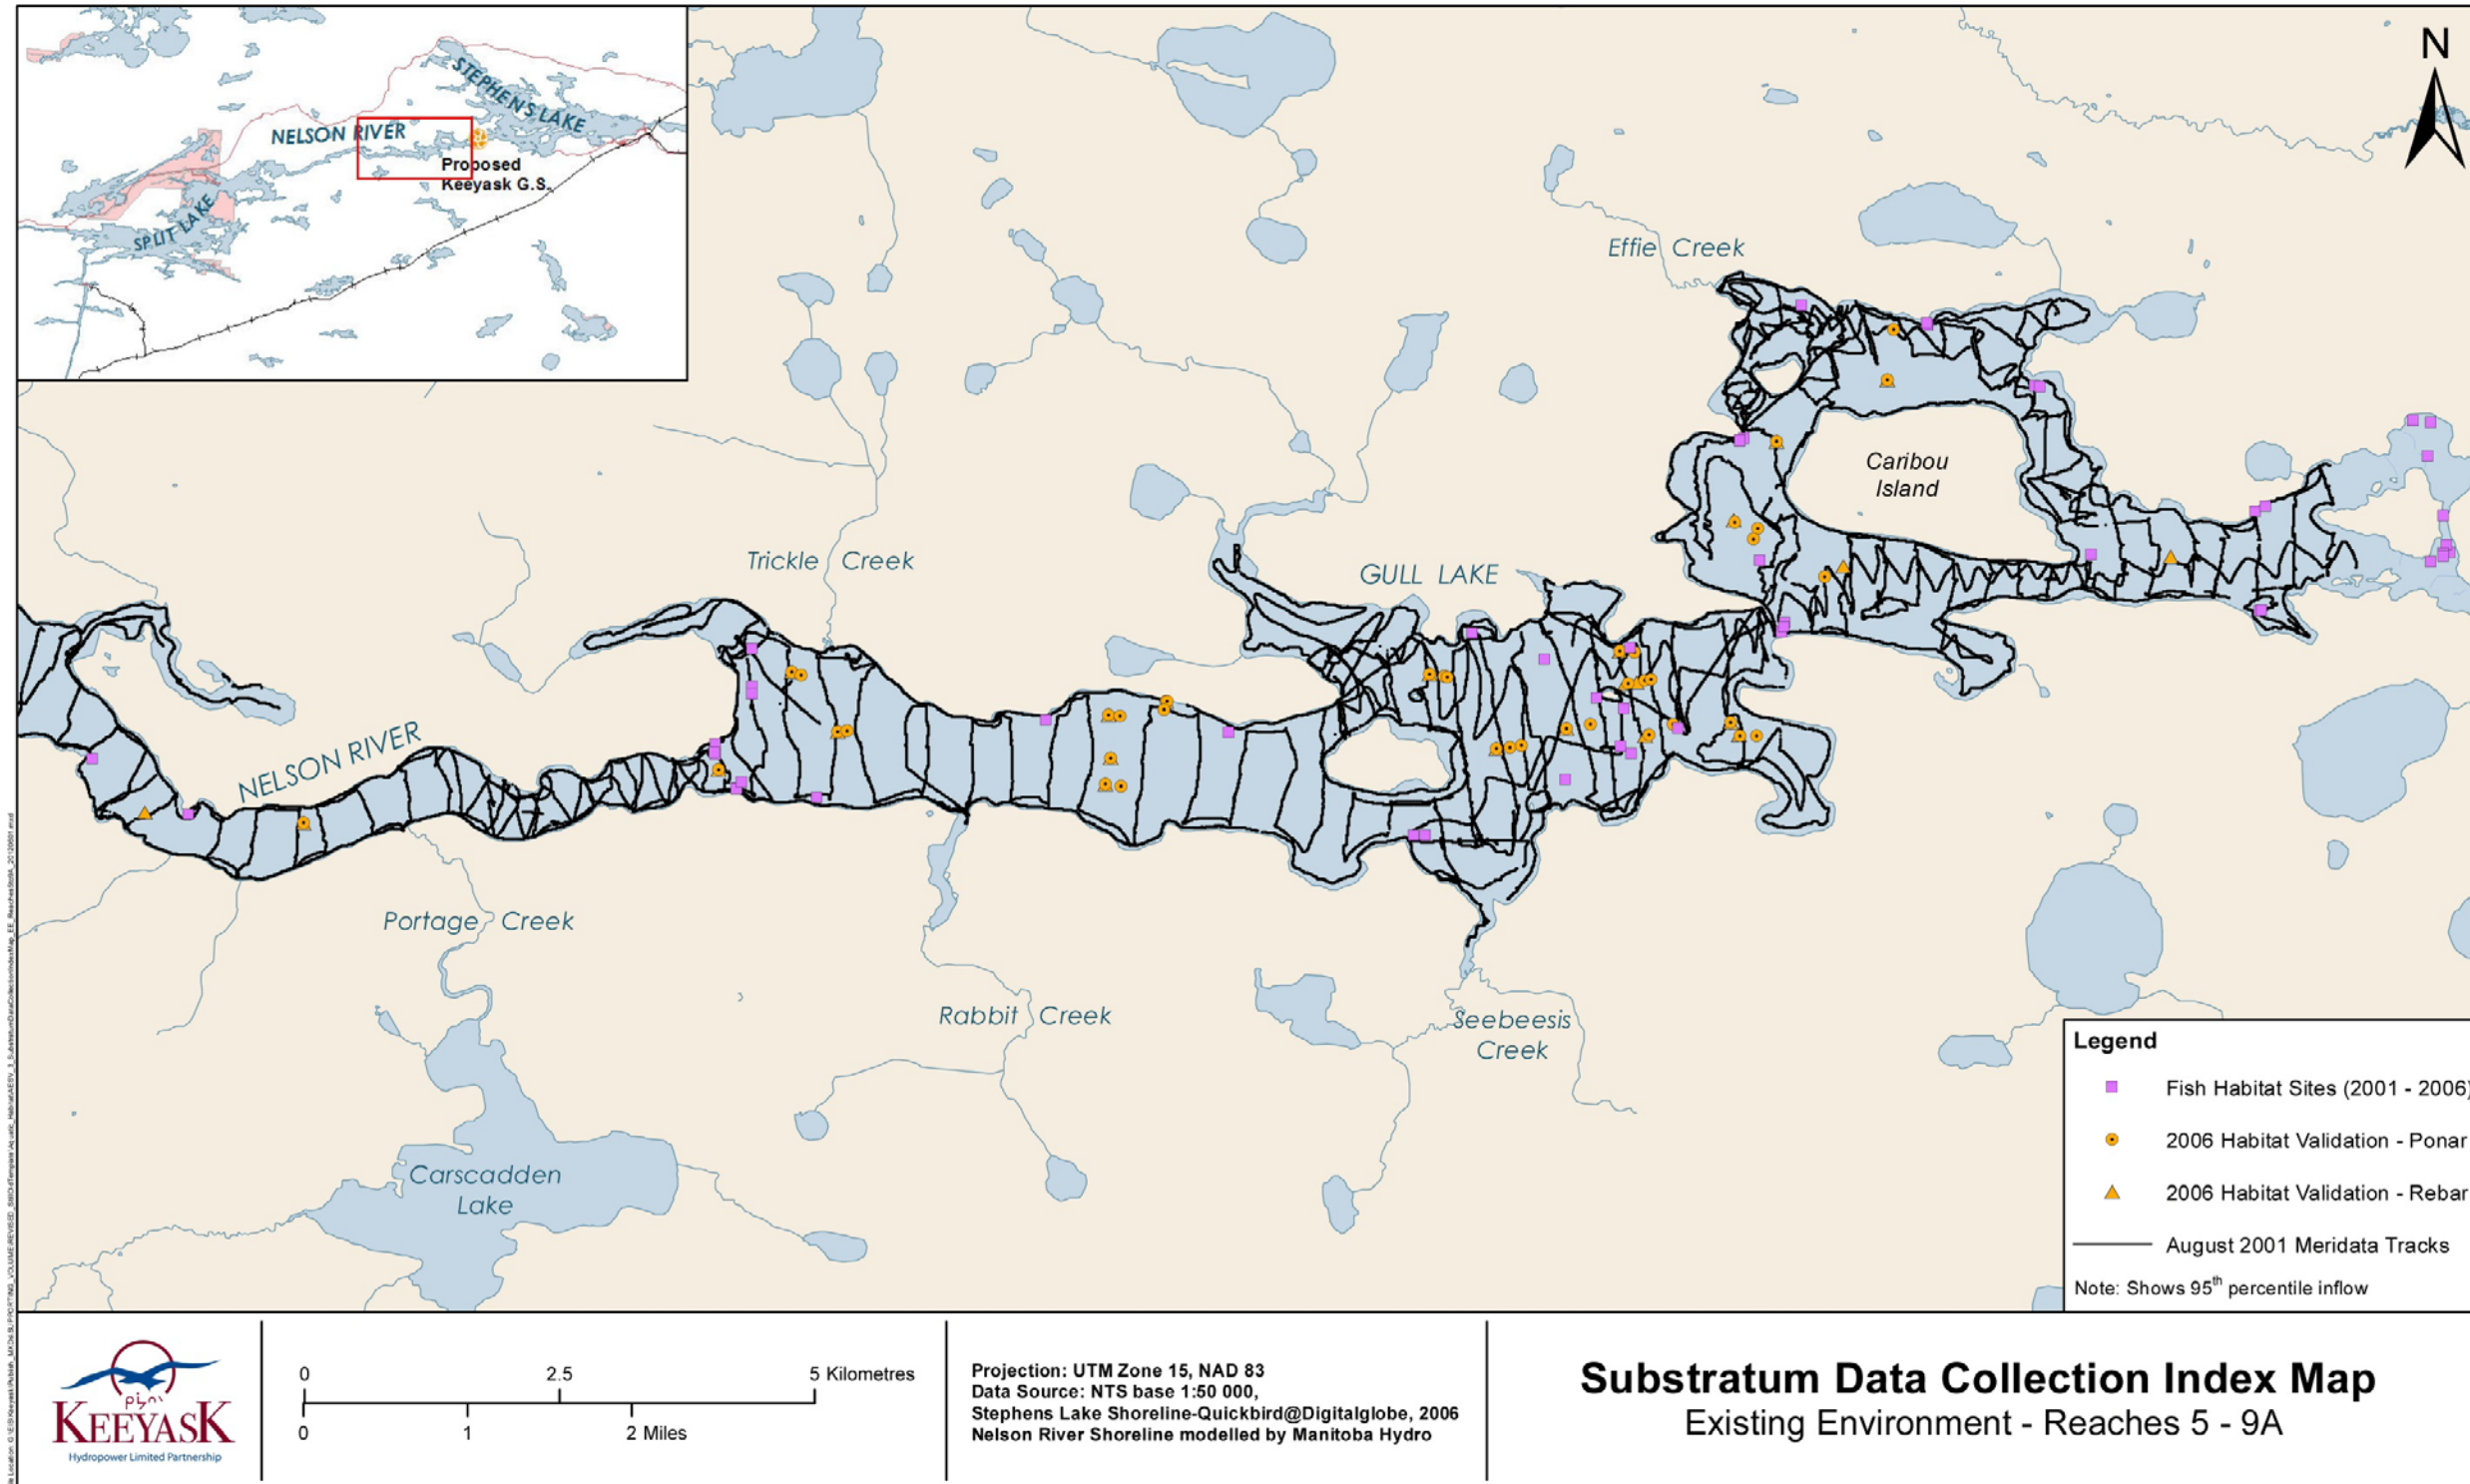 STEPHENS LAKE
NELSON RIVER
Proposed
Keeyask G.S.
SPLIT LAKE
N
Effie Creek
Caribou
Island
Trickle Creek
GULL LAKE
NELSON RIVER
Portage Creek
Rabbit Creek
Seebeesis
Creek
Carscadden
Lake
Legend
Fish Habitat Sites (2001 - 2006)
2006 Habitat Validation - Ponar
2006 Habitat Validation - Rebar
August 2001 Meridata Tracks
Note: Shows 95th percentile inflow
KEEYASK
Hydropower Limited Partnership
0 2.5 5 Kilometres
0 1 2 Miles
Projection: UTM Zone 15, NAD 83
Data Source: NTS base 1:50 000,
Stephens Lake Shoreline-Quickbird@Digitalglobe, 2006
Nelson River Shoreline modelled by Manitoba Hydro
Substratum Data Collection Index Map
Existing Environment - Reaches 5 - 9A